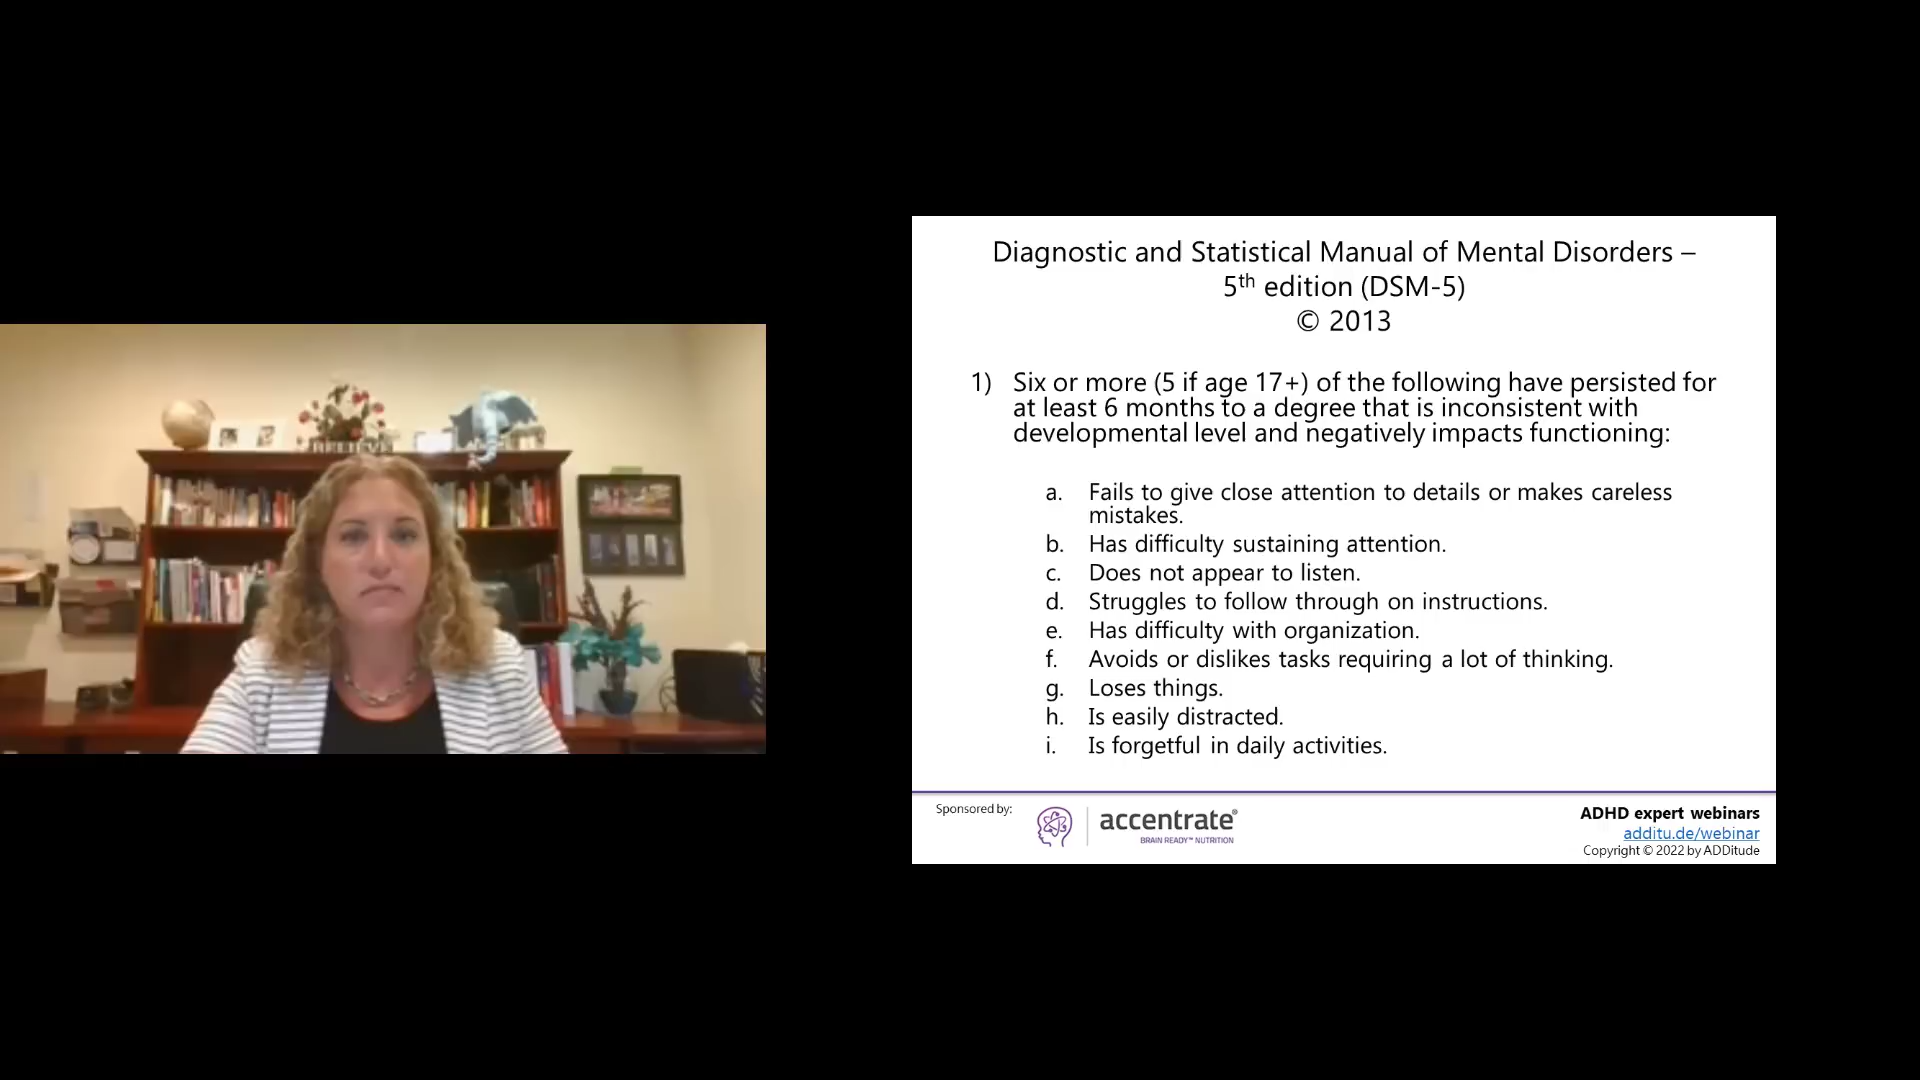 BELIEVE
Diagnostic and Statistical Manual of Mental Disorders –
5th edition (DSM-5)
© 2013
1) Six or more (5 if age 17+) of the following have persisted for
at least 6 months to a degree that is inconsistent with
developmental level and negatively impacts functioning:
a. Fails to give close attention to details or makes careless
mistakes.
b. Has difficulty sustaining attention.
c. Does not appear to listen.
d. Struggles to follow through on instructions.
e. Has difficulty with organization.
f. Avoids or dislikes tasks requiring a lot of thinking.
g. Loses things.
h. Is easily distracted.
i. Is forgetful in daily activities.
Sponsored by:
accentrate®
BRAIN READY™ NUTRITION
ADHD expert webinars
additu.de/webinar
Copyright © 2022 by ADDitude